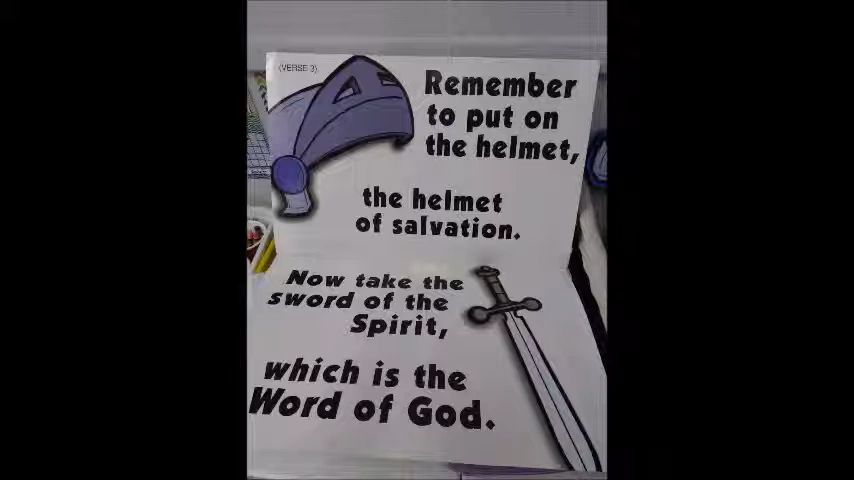 (VERSE 3)
Remember
to put on
the helmet,
the helmet
of salvation.
Now take the
sword of the
Spirit,
which is the
Word of God.